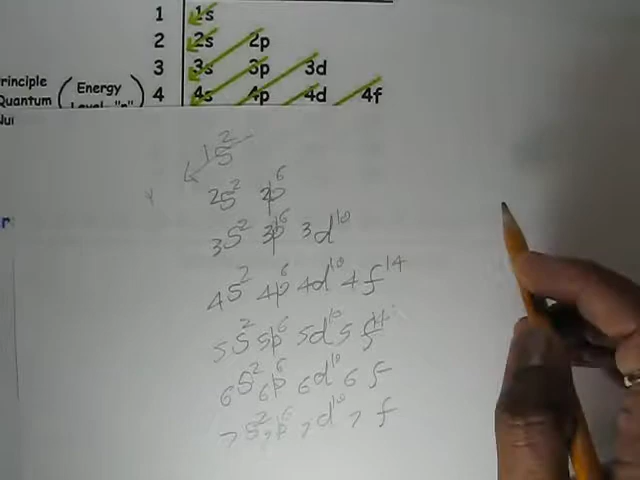 1 1s
2 2s 2p
3 3s 3p 3d
Principle Quantum ( Energy Level "n" ) 4 4s 4p 4d 4f
1S²
2S² 2p⁶
3S² 3p⁶ 3d¹⁰
4S² 4p⁶ 4d¹⁰ 4f¹⁴
5S² 5p⁶ 5d¹⁰ 5f¹⁴
6S² 6p⁶ 6d¹⁰ 6f
7S² 7p⁶ 7d¹⁰ 7f